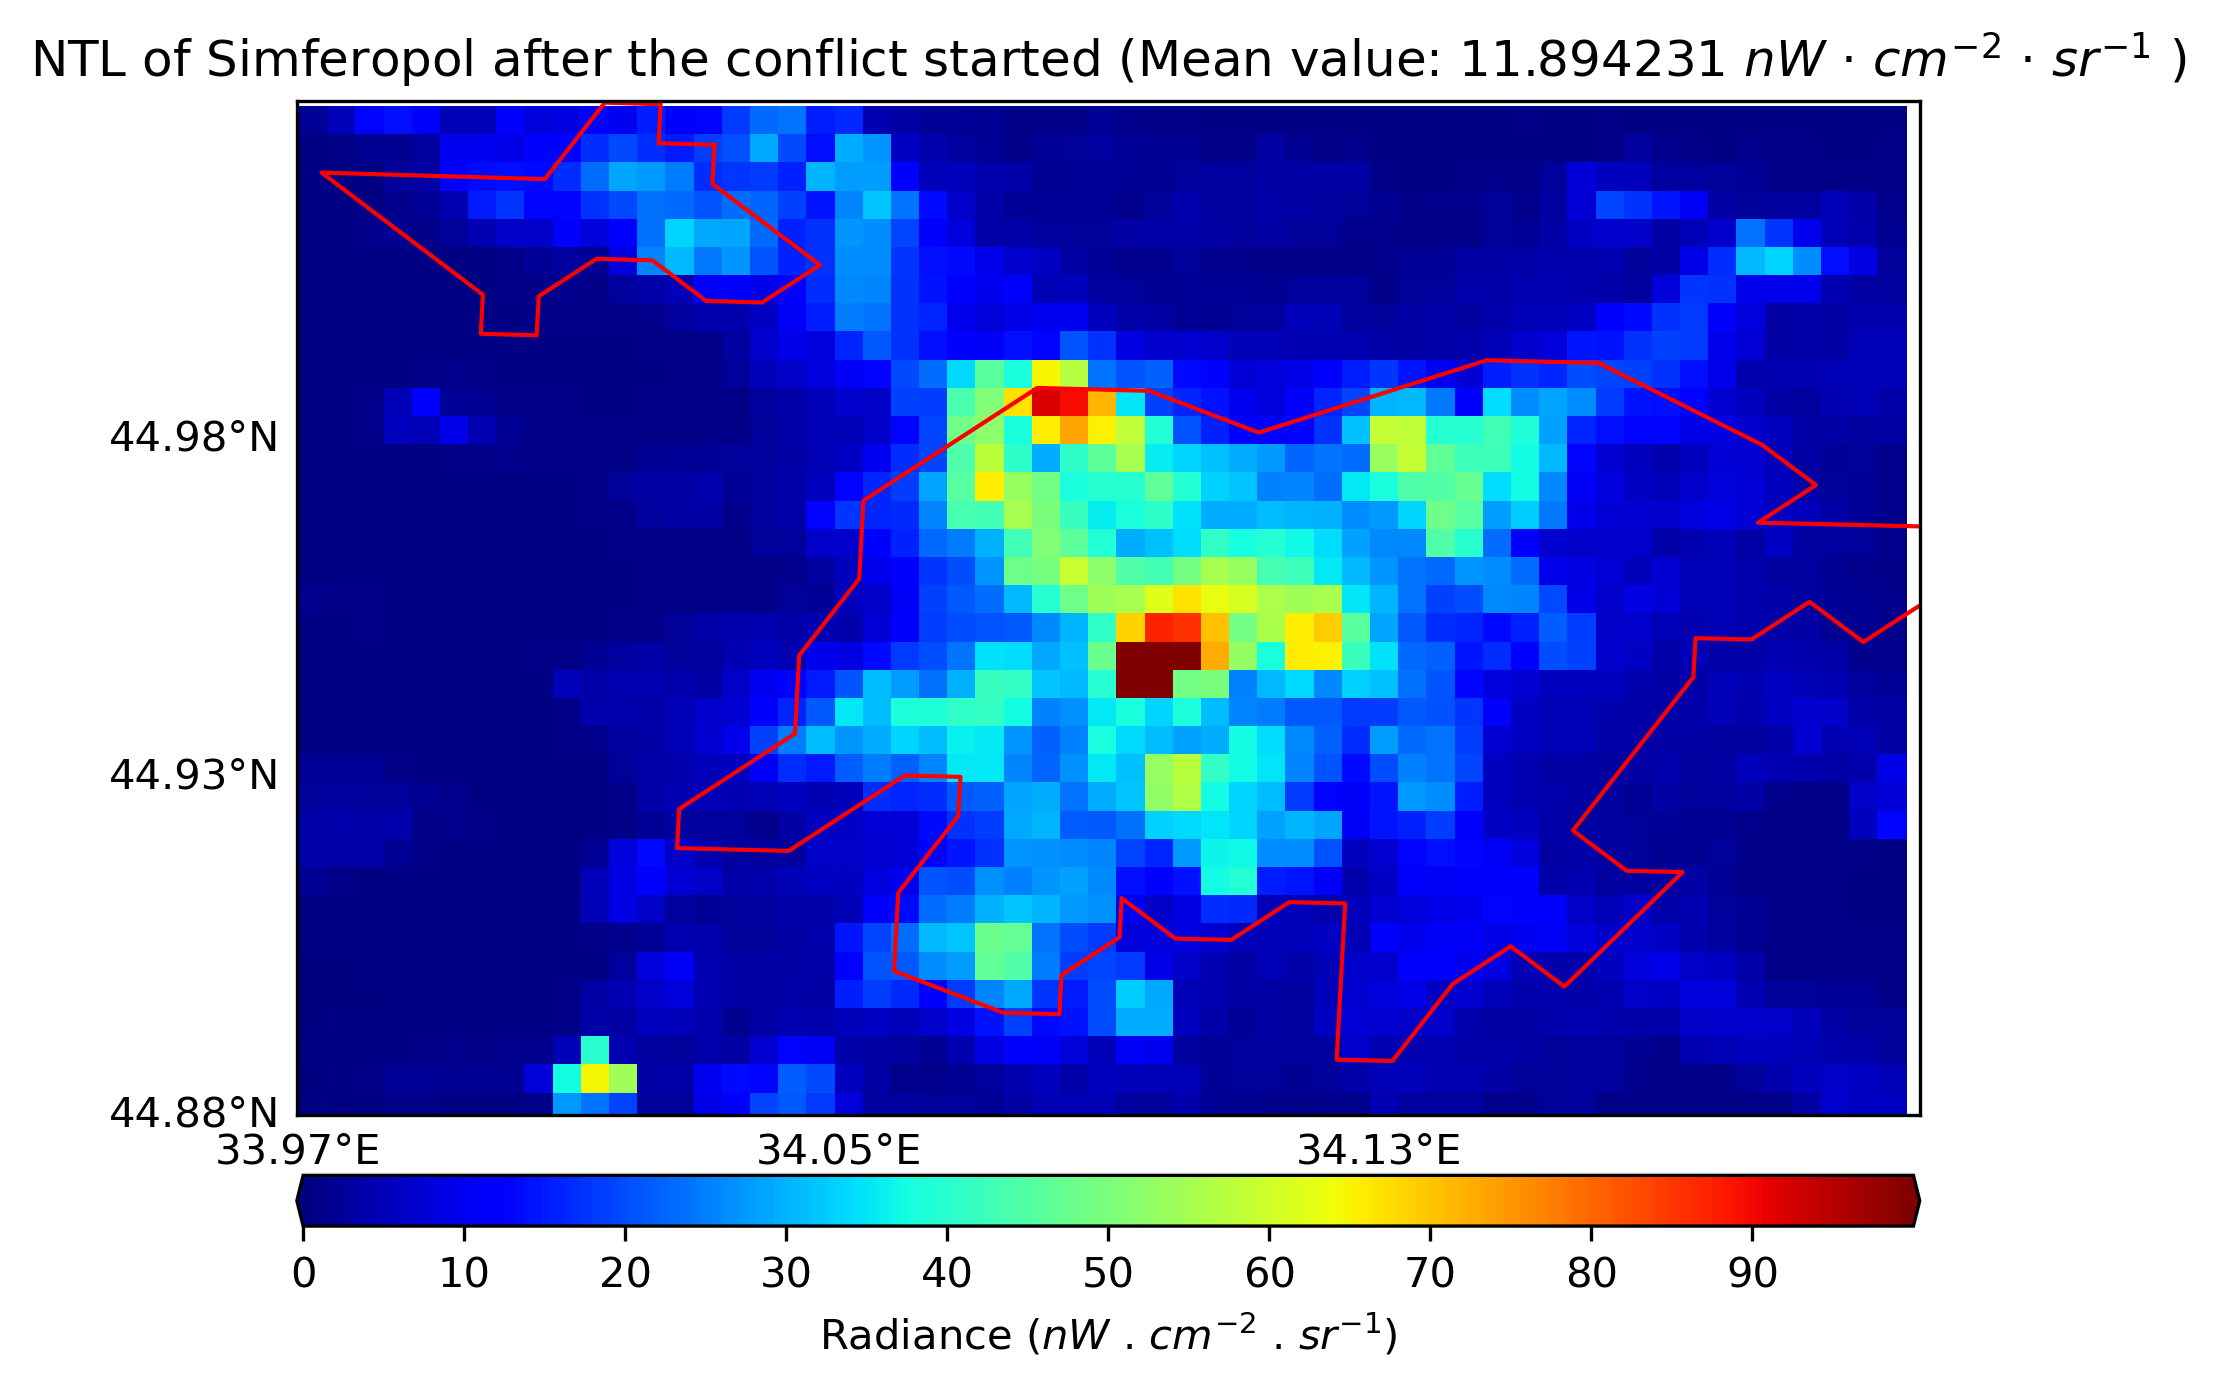 NTL of Simferopol after the conflict started (Mean value: 11.894231 nW · cm⁻² · sr⁻¹ )
44.98°N
44.93°N
44.88°N
33.97°E 34.05°E 34.13°E
0 10 20 30 40 50 60 70 80 90
Radiance (nW . cm⁻² . sr⁻¹)